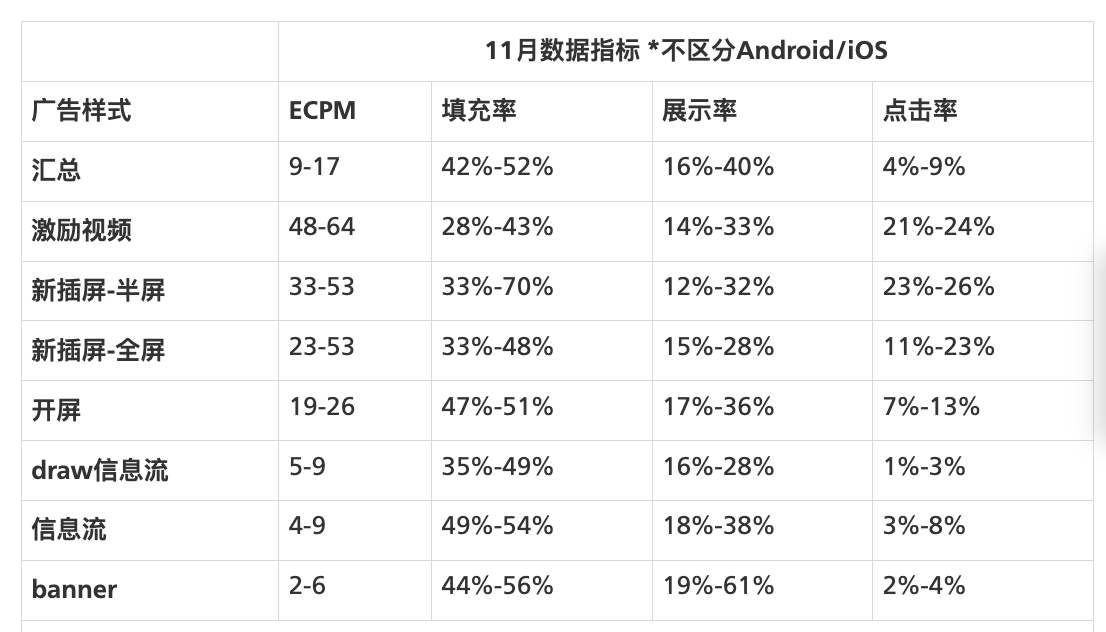 11月数据指标 *不区分Android/iOS
广告样式 ECPM 填充率 展示率 点击率
汇总 9-17 42%-52% 16%-40% 4%-9%
激励视频 48-64 28%-43% 14%-33% 21%-24%
新插屏-半屏 33-53 33%-70% 12%-32% 23%-26%
新插屏-全屏 23-53 33%-48% 15%-28% 11%-23%
开屏 19-26 47%-51% 17%-36% 7%-13%
draw信息流 5-9 35%-49% 16%-28% 1%-3%
信息流 4-9 49%-54% 18%-38% 3%-8%
banner 2-6 44%-56% 19%-61% 2%-4%